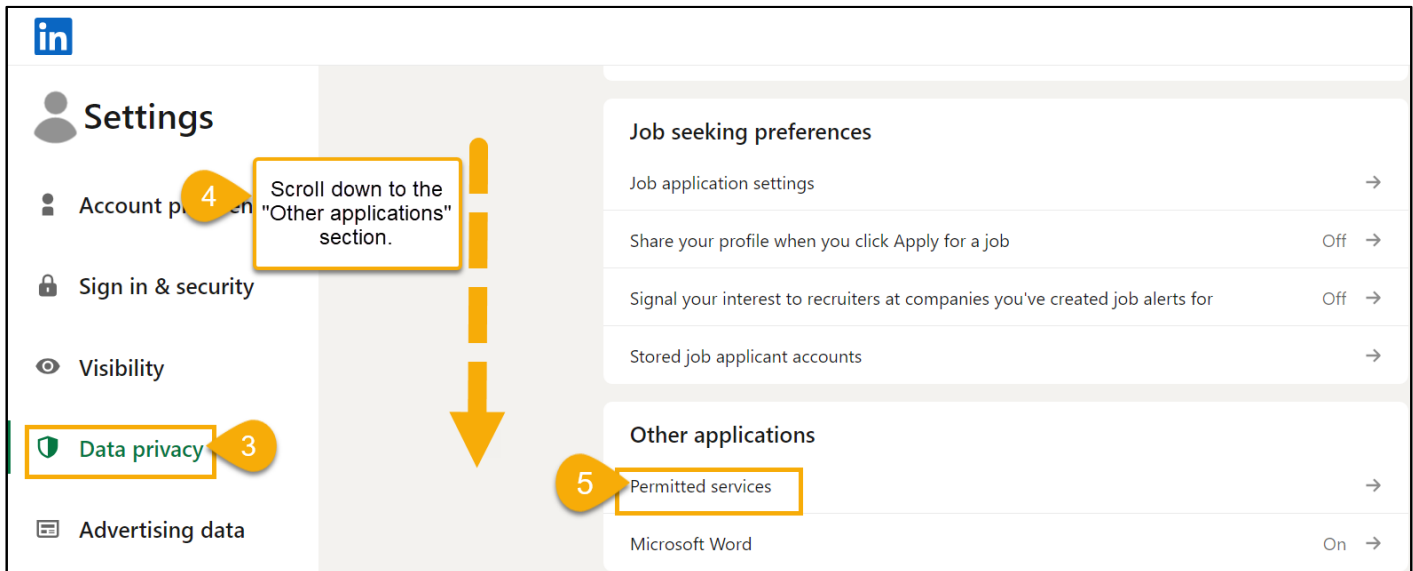 in
Settings
Account p en
Sign in & security
Visibility
Data privacy
Advertising data
4
Scroll down to the
"Other applications"
section.
3
Job seeking preferences
Job application settings
Share your profile when you click Apply for a job Off
Signal your interest to recruiters at companies you've created job alerts for Off
Stored job applicant accounts
Other applications
5
Permitted services
Microsoft Word On